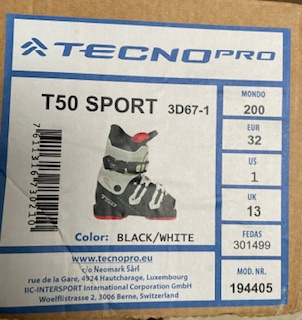 TECNOPRO
T50 SPORT 3D67-1
7611316730210
Color: BLACK/WHITE
www.tecnopro.eu
c/o Neomark Sàrl
rue de la Gare, 4924 Hautcharage, Luxembourg
IIC-INTERSPORT International Corporation GmbH
Woelflistrasse 2, 3006 Berne, Switzerland
MONDO
200
EUR
32
US
1
UK
13
FEDAS
301499
MOD. NR.
194405